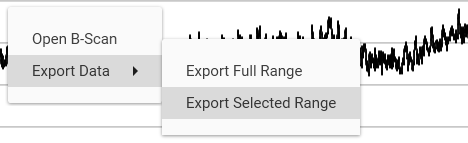 Open B-Scan
Export Data
Export Full Range
Export Selected Range